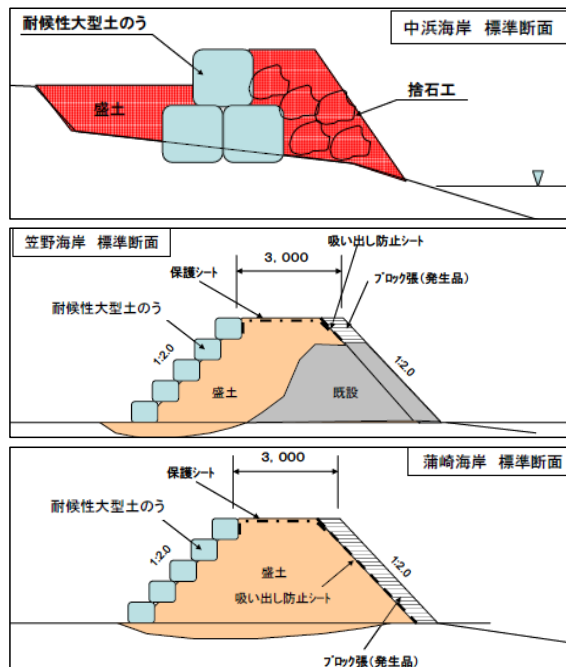 中浜海岸 標準断面
耐候性大型土のう
盛土
捨石工
笠野海岸 標準断面
吸い出し防止シート
保護シート
3,000
ブロック張(発生品)
耐候性大型土のう
1:2.0
1:2.0
盛土
既設
蒲崎海岸 標準断面
3,000
保護シート
耐候性大型土のう
1:2.0
1:2.0
盛土
吸い出し防止シート
ブロック張(発生品)